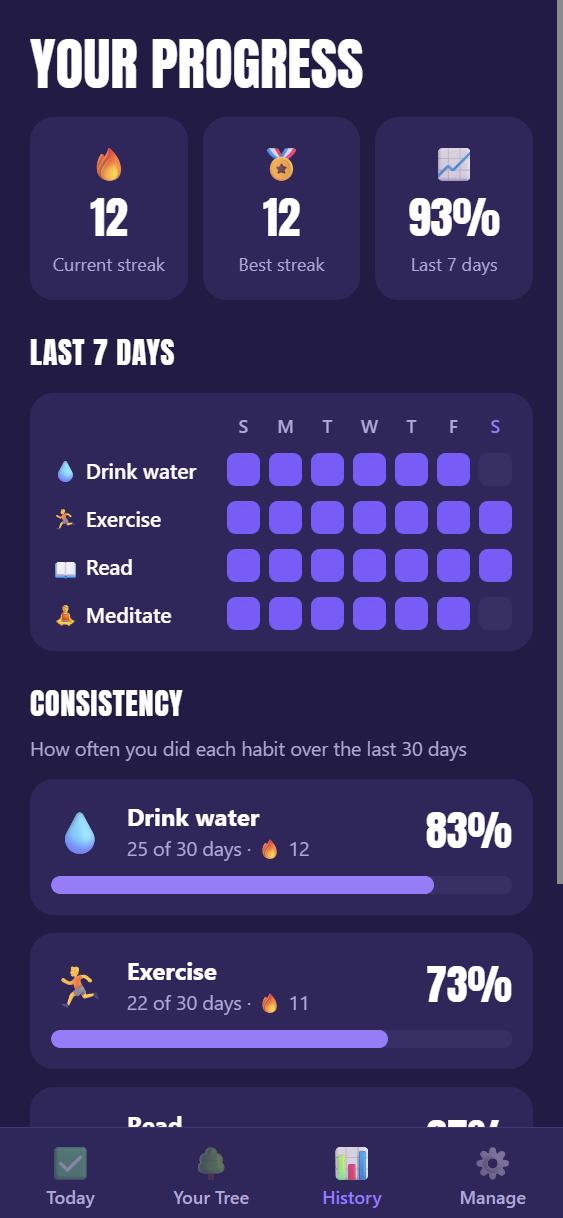 YOUR PROGRESS
12
12
93%
Current streak
Best streak
Last 7 days
LAST 7 DAYS
S M T W T F S
Drink water
Exercise
Read
Meditate
CONSISTENCY
How often you did each habit over the last 30 days
Drink water
83%
25 of 30 days · 12
Exercise
73%
22 of 30 days · 11
Read
Today
Your Tree
History
Manage